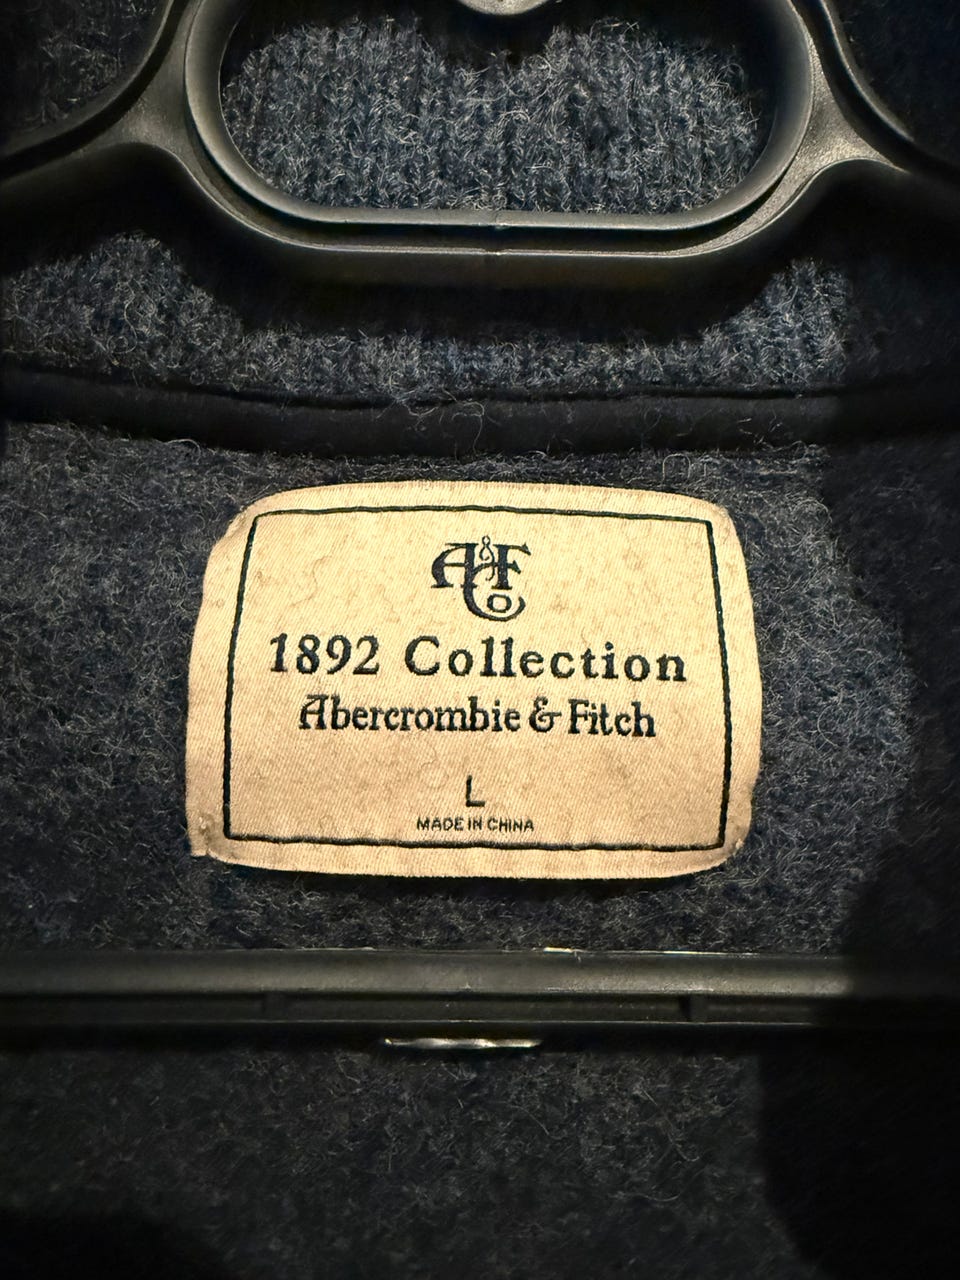 A&F
Co
1892 Collection
Abercrombie & Fitch
L
MADE IN CHINA